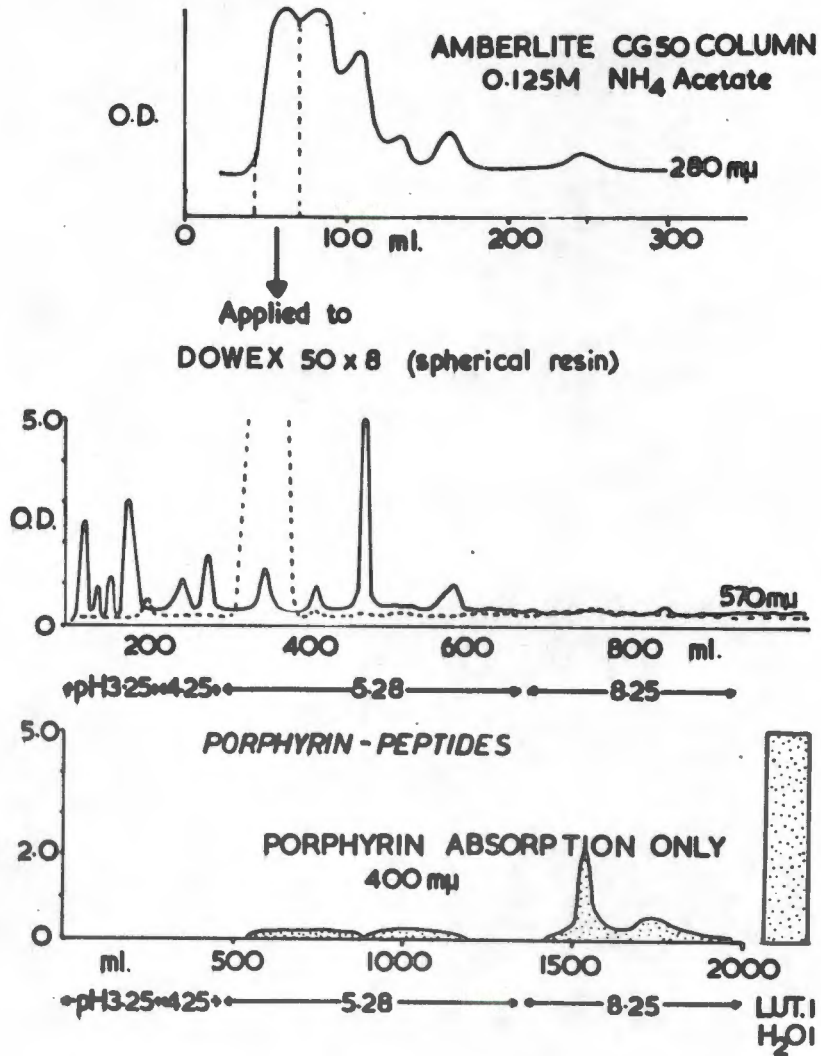 AMBERLITE CG50 COLUMN
0.125M NH4 Acetate
O.D.
280 mµ
0 100 ml. 200 300
Applied to
DOWEX 50 x 8 (spherical resin)
5.0
O.D.
570mµ
0
200 400 600 800 ml.
pH3.25 4.25 5.28 8.25
5.0
PORPHYRIN - PEPTIDES
PORPHYRIN ABSORPTION ONLY
2.0
400 mµ
0
ml. 500 1000 1500 2000
pH3.25 4.25 5.28 8.25 LUT.1
H2O1